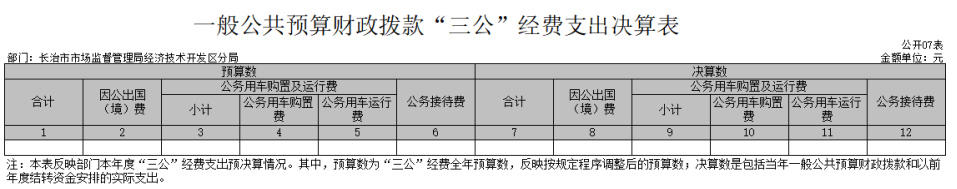 一般公共预算财政拨款“三公”经费支出决算表
公开07表
部门：长治市市场监督管理局经济技术开发区分局 金额单位：元
预算数 决算数
合计 因公出国（境）费 公务用车购置及运行费 公务接待费 合计 因公出国（境）费 公务用车购置及运行费 公务接待费
小计 公务用车购置费 公务用车运行费 小计 公务用车购置费 公务用车运行费
1 2 3 4 5 6 7 8 9 10 11 12
注：本表反映部门本年度“三公”经费支出预决算情况。其中，预算数为“三公”经费全年预算数，反映按规定程序调整后的预算数；决算数是包括当年一般公共预算财政拨款和以前
年度结转资金安排的实际支出。